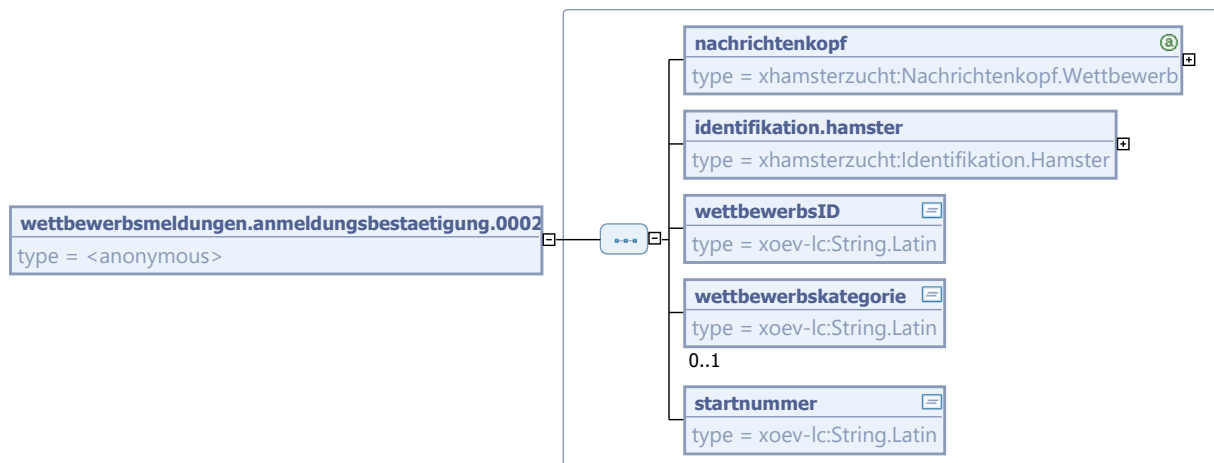 nachrichtenkopf
type = xhamsterzucht:Nachrichtenkopf.Wettbewerb
identifikation.hamster
type = xhamsterzucht:Identifikation.Hamster
wettbewerbsmeldungen.anmeldungsbestaetigung.0002
type = <anonymous>
wettbewerbsID
type = xoev-lc:String.Latin
wettbewerbskategorie
type = xoev-lc:String.Latin
0..1
startnummer
type = xoev-lc:String.Latin